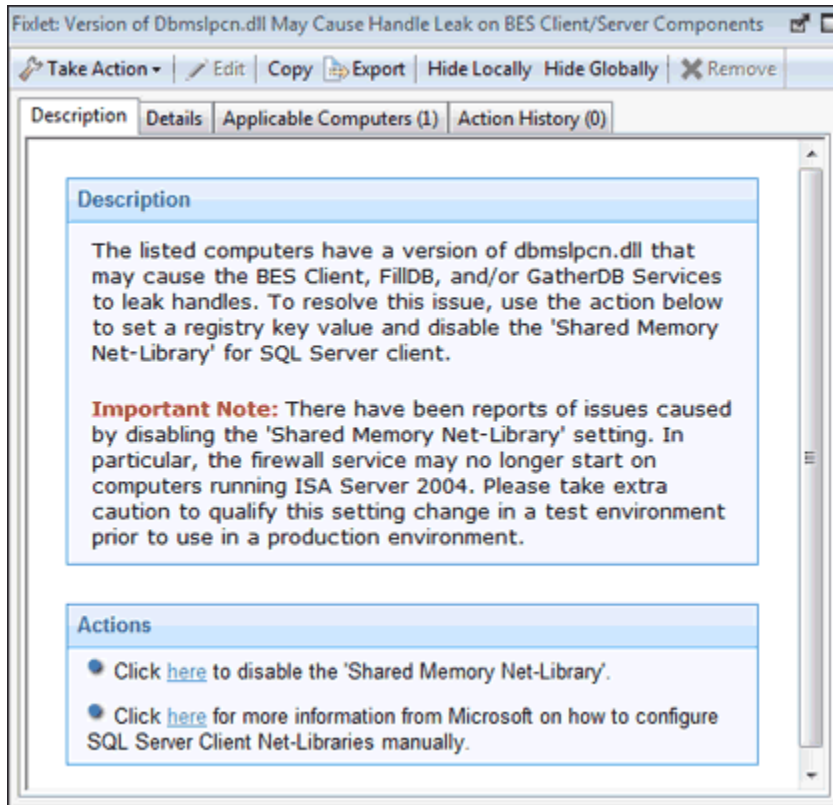 Fixlet: Version of Dbmslpcn.dll May Cause Handle Leak on BES Client/Server Components
Take Action Edit Copy Export Hide Locally Hide Globally Remove
Description Details Applicable Computers (1) Action History (0)
Description
The listed computers have a version of dbmslpcn.dll that
may cause the BES Client, FillDB, and/or GatherDB Services
to leak handles. To resolve this issue, use the action below
to set a registry key value and disable the 'Shared Memory
Net-Library' for SQL Server client.
Important Note: There have been reports of issues caused
by disabling the 'Shared Memory Net-Library' setting. In
particular, the firewall service may no longer start on
computers running ISA Server 2004. Please take extra
caution to qualify this setting change in a test environment
prior to use in a production environment.
Actions
Click here to disable the 'Shared Memory Net-Library'.
Click here for more information from Microsoft on how to configure
SQL Server Client Net-Libraries manually.